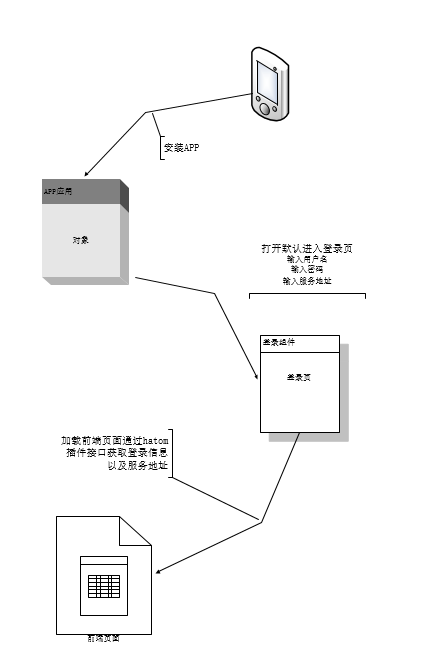 安装APP
APP应用
对象
打开默认进入登录页
输入用户名
输入密码
输入服务地址
登录组件
登录页
加载前端页面通过hatom
插件接口获取登录信息
以及服务地址
前端页面